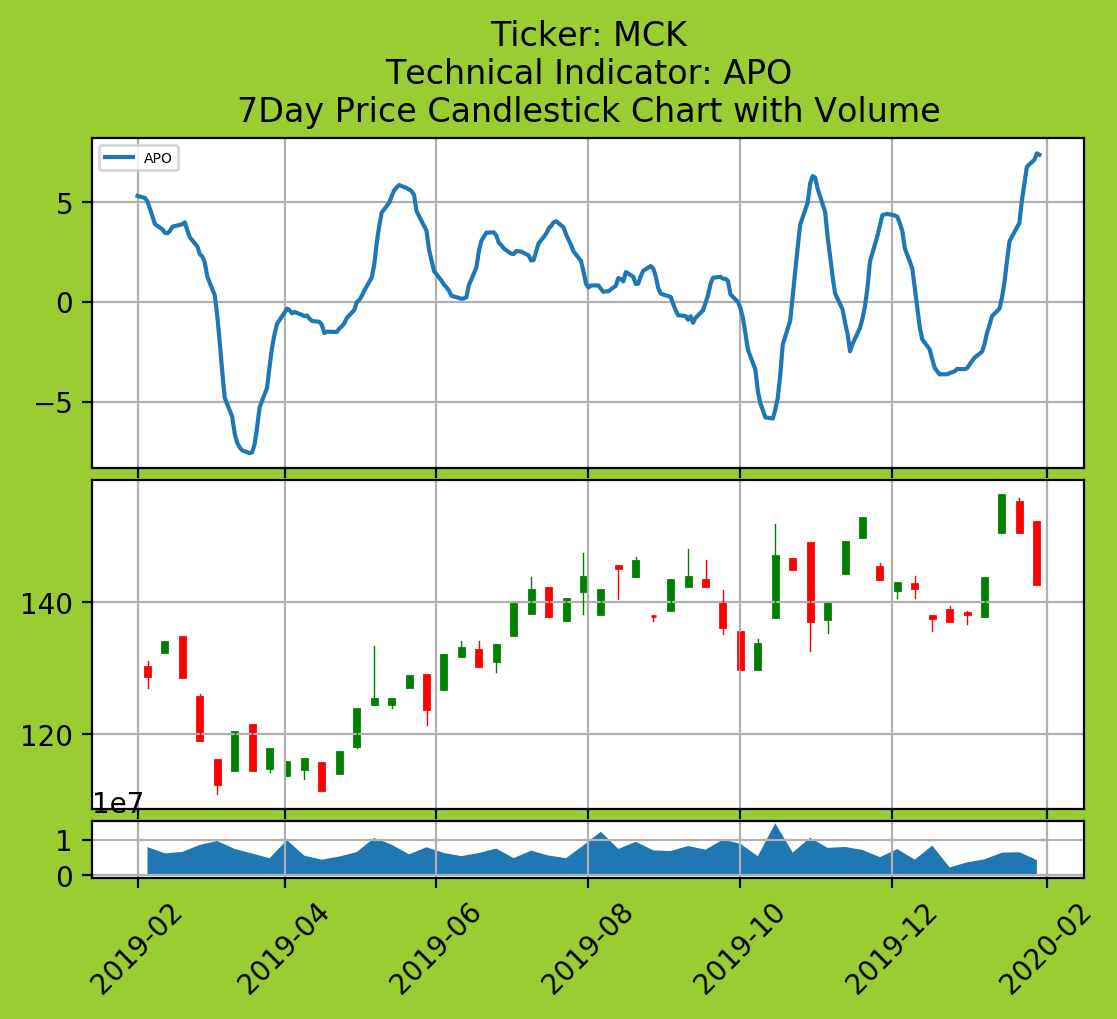 Ticker: MCK
Technical Indicator: APO
7Day Price Candlestick Chart with Volume
APO
5
0
−5
140
120
1e7
1
0
2019-02
2019-04
2019-06
2019-08
2019-10
2019-12
2020-02